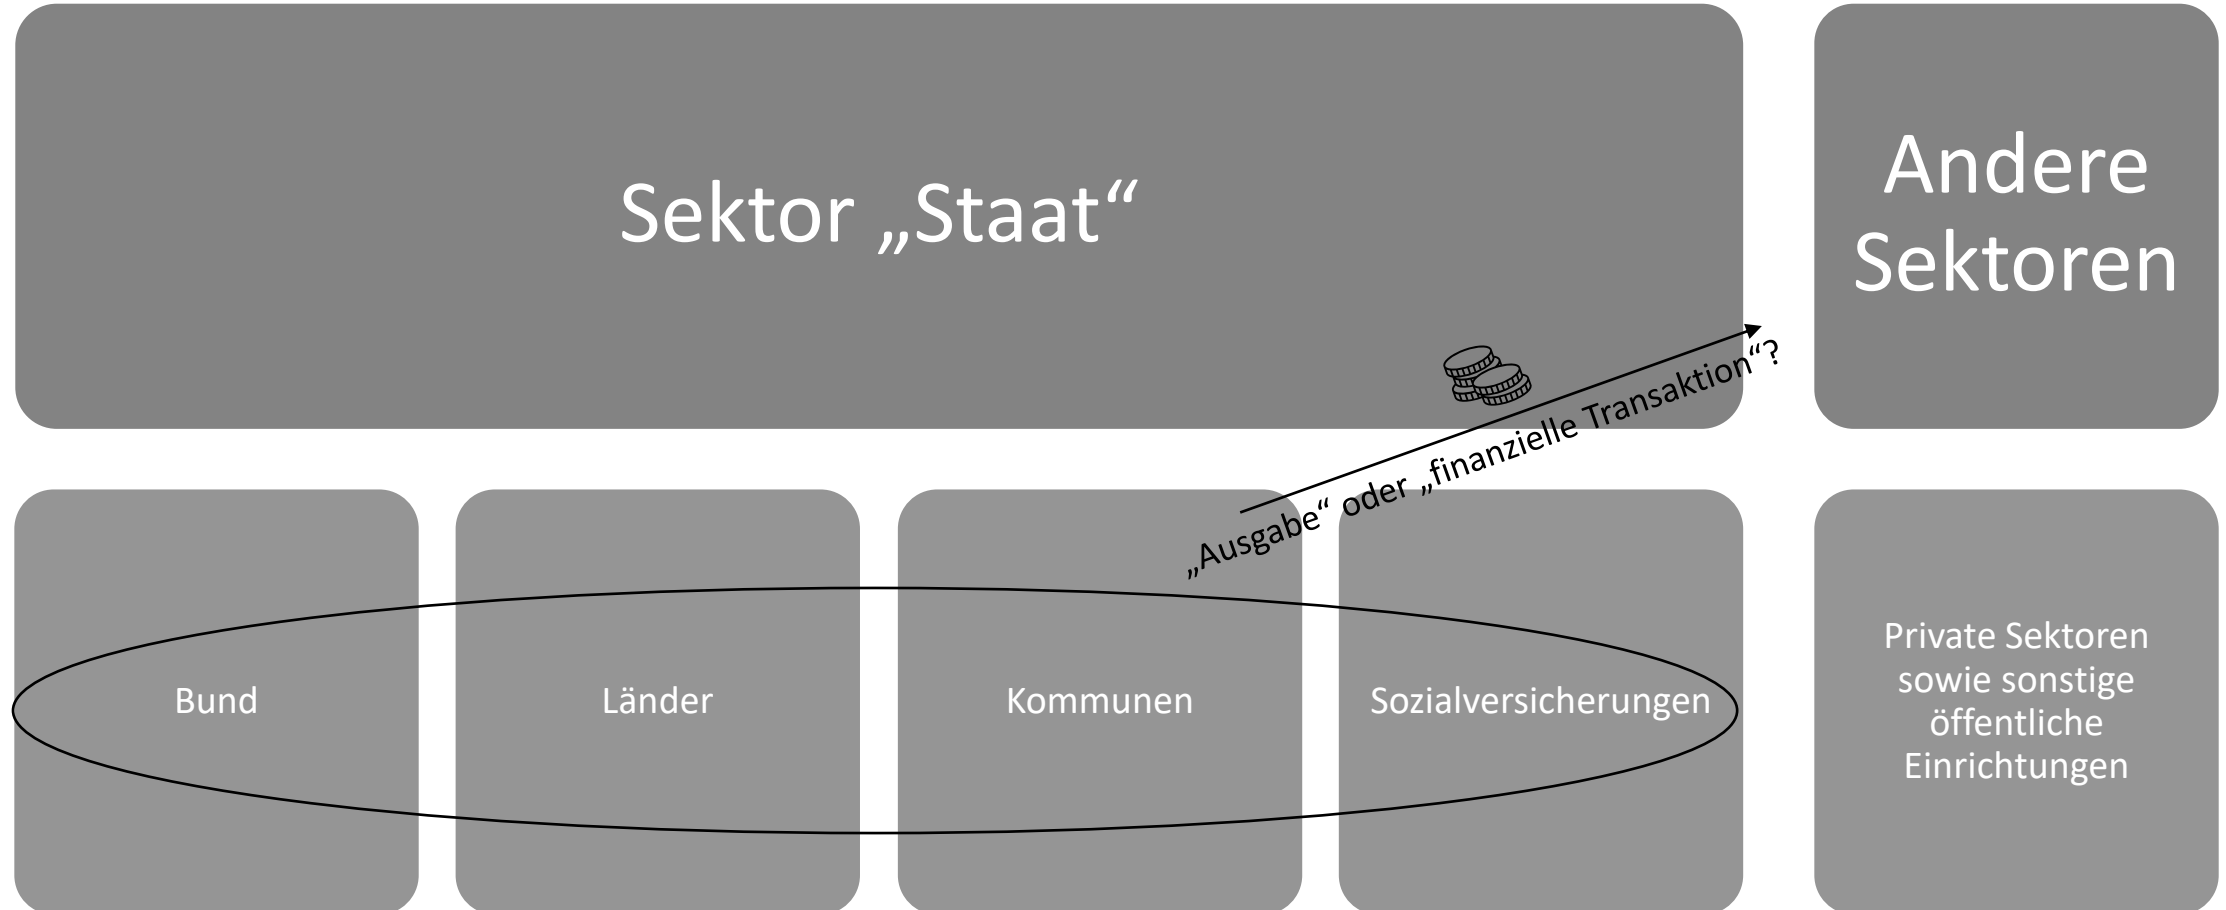 Sektor „Staat“
Andere
Sektoren
„Ausgabe“ oder „finanzielle Transaktion“?
Bund
Länder
Kommunen
Sozialversicherungen
Private Sektoren
sowie sonstige
öffentliche
Einrichtungen